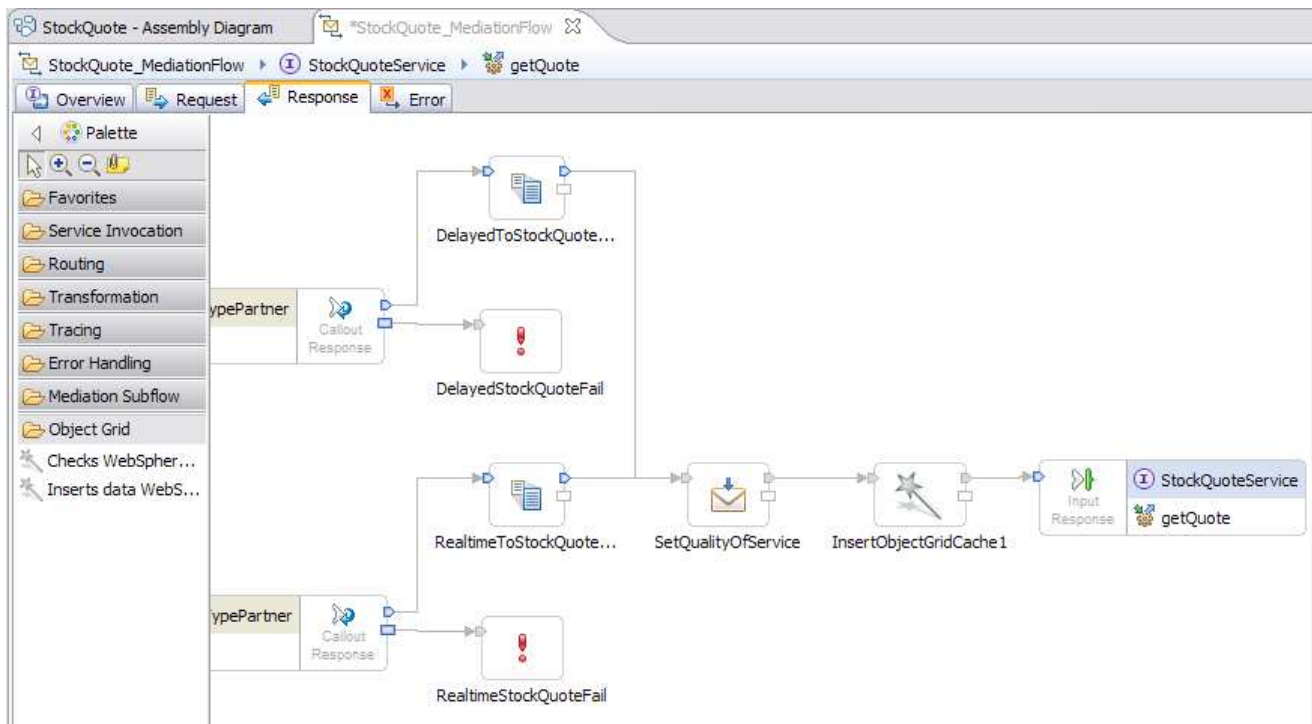 StockQuote - Assembly Diagram
*StockQuote_MediationFlow
StockQuote_MediationFlow
StockQuoteService
getQuote
Overview
Request
Response
Error
Palette
Favorites
Service Invocation
Routing
Transformation
Tracing
Error Handling
Mediation Subflow
Object Grid
Checks WebSpher...
Inserts data WebS...
DelayedToStockQuote...
ypePartner
Callout
Response
DelayedStockQuoteFail
RealtimeToStockQuote...
SetQualityOfService
InsertObjectGridCache1
Input
Response
StockQuoteService
getQuote
ypePartner
Callout
Response
RealtimeStockQuoteFail